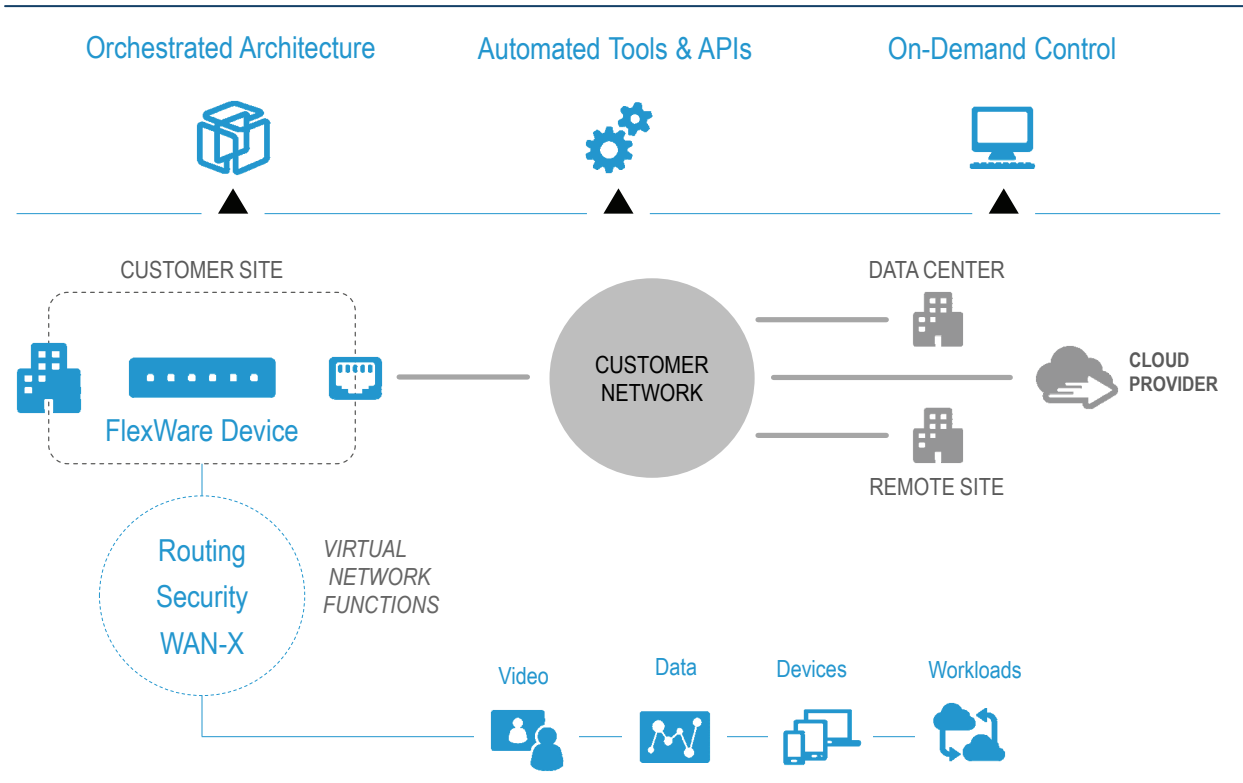 Orchestrated Architecture
Automated Tools & APIs
On-Demand Control
CUSTOMER SITE
FlexWare Device
CUSTOMER
NETWORK
DATA CENTER
CLOUD
PROVIDER
REMOTE SITE
Routing
Security
WAN-X
VIRTUAL
NETWORK
FUNCTIONS
Video
Data
Devices
Workloads